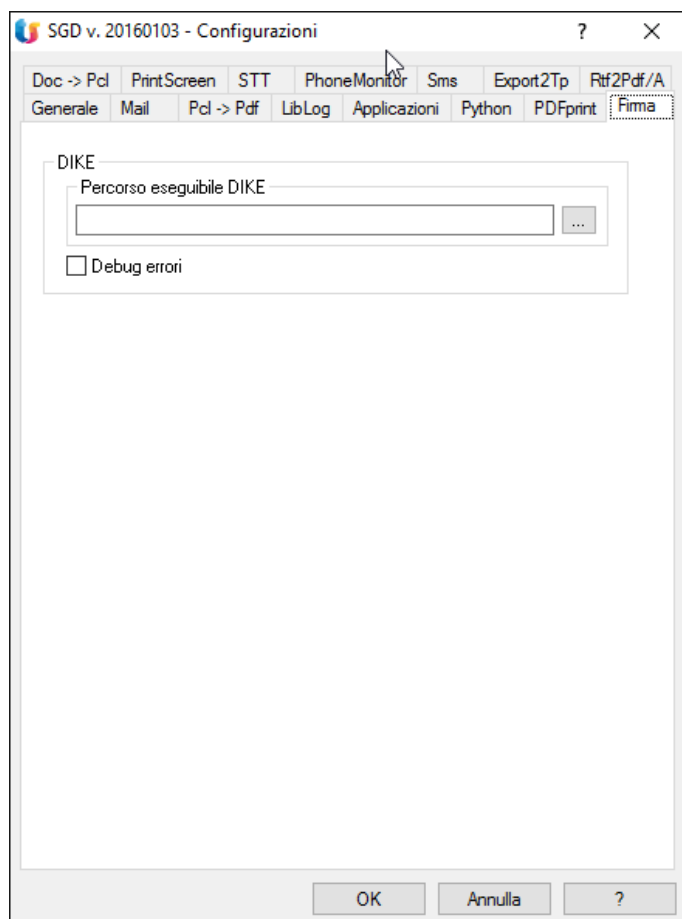 SGD v. 20160103 - Configurazioni ?
Doc -> Pcl PrintScreen STT PhoneMonitor Sms Export2Tp Rtf2Pdf/A
Generale Mail Pcl -> Pdf LibLog Applicazioni Python PDFprint Firma
DIKE
Percorso eseguibile DIKE
...
Debug errori
OK Annulla ?